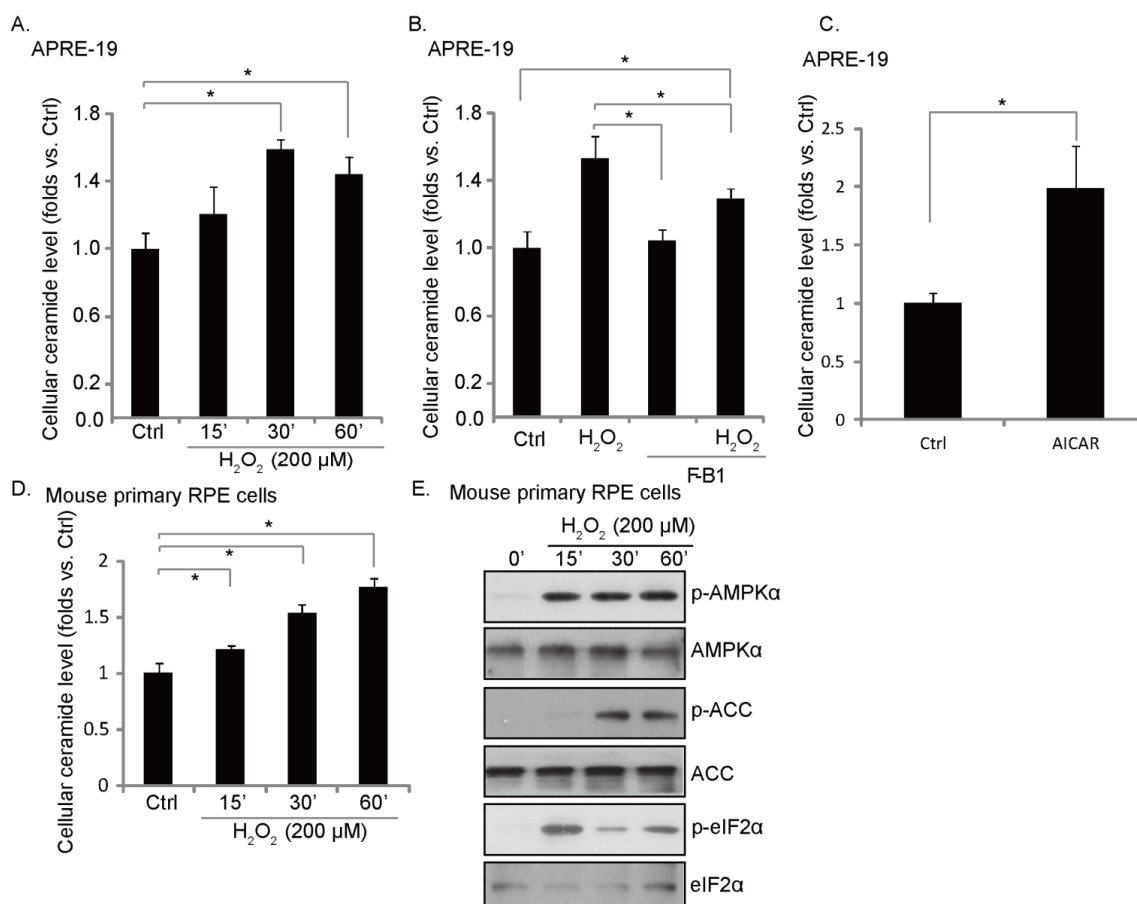 A.
APRE-19
Cellular ceramide level (folds vs. Ctrl)
1.8
1.4
1.0
0.6
0.2
0.0
*
*
Ctrl 15’ 30’ 60’
H₂O₂ (200 µM)
B.
APRE-19
Cellular ceramide level (folds vs. Ctrl)
1.8
1.4
1.0
0.6
1.2
0.0
*
*
*
Ctrl H₂O₂ H₂O₂
F-B1
C.
APRE-19
Cellular ceramide level (folds vs. Ctrl)
2.5
2
1.5
1
0.5
0
*
Ctrl AICAR
D. Mouse primary RPE cells
Cellular ceramide level (folds vs. Ctrl)
2
1.5
1
0.5
0
*
*
*
Ctrl 15’ 30’ 60’
H₂O₂ (200 µM)
E. Mouse primary RPE cells
H₂O₂ (200 µM)
0’ 15’ 30’ 60’
p-AMPKα
AMPKα
p-ACC
ACC
p-eIF2α
eIF2α